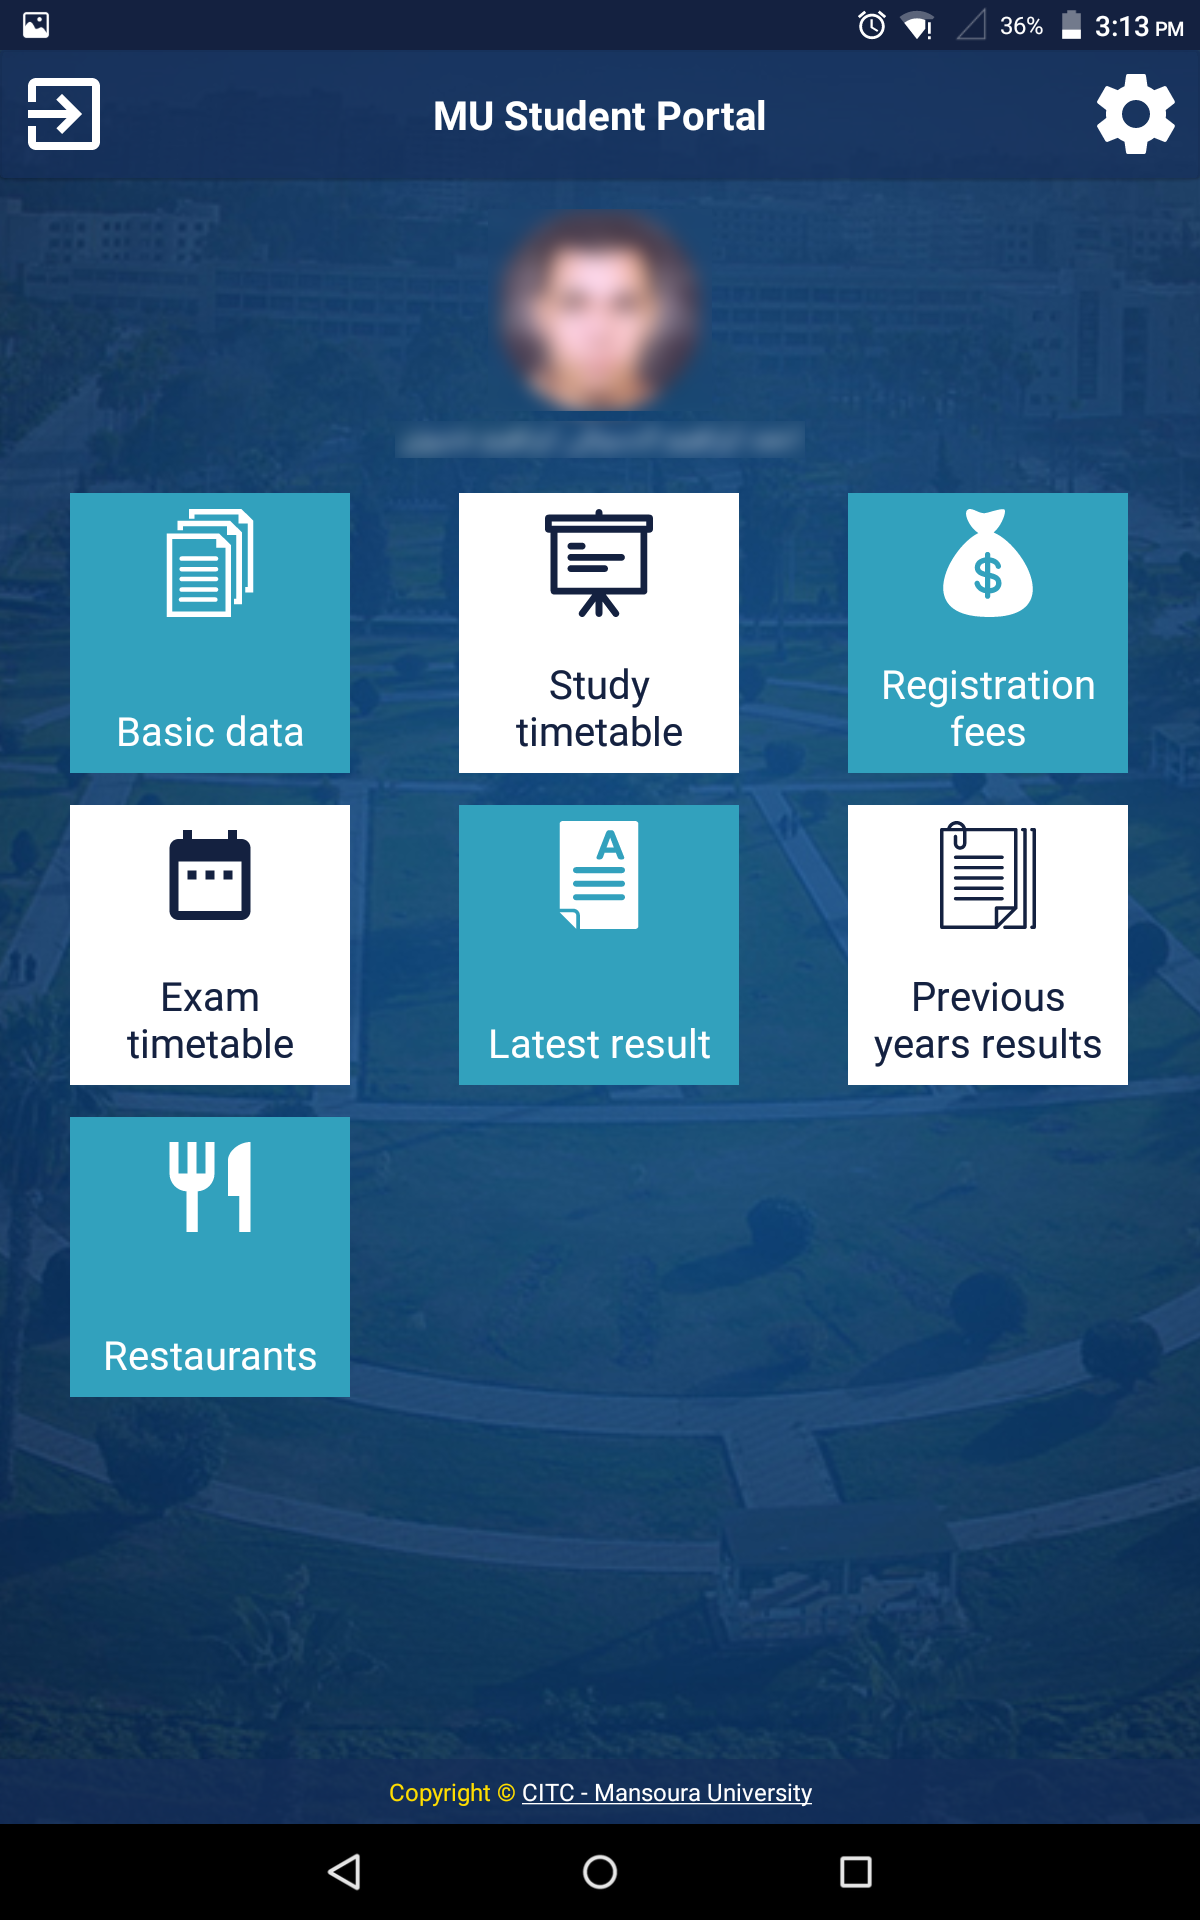 36%
3:13 PM
MU Student Portal
Basic data
Study
timetable
$
Registration
fees
Exam
timetable
A
Latest result
Previous
years results
Restaurants
Copyright © CITC - Mansoura University